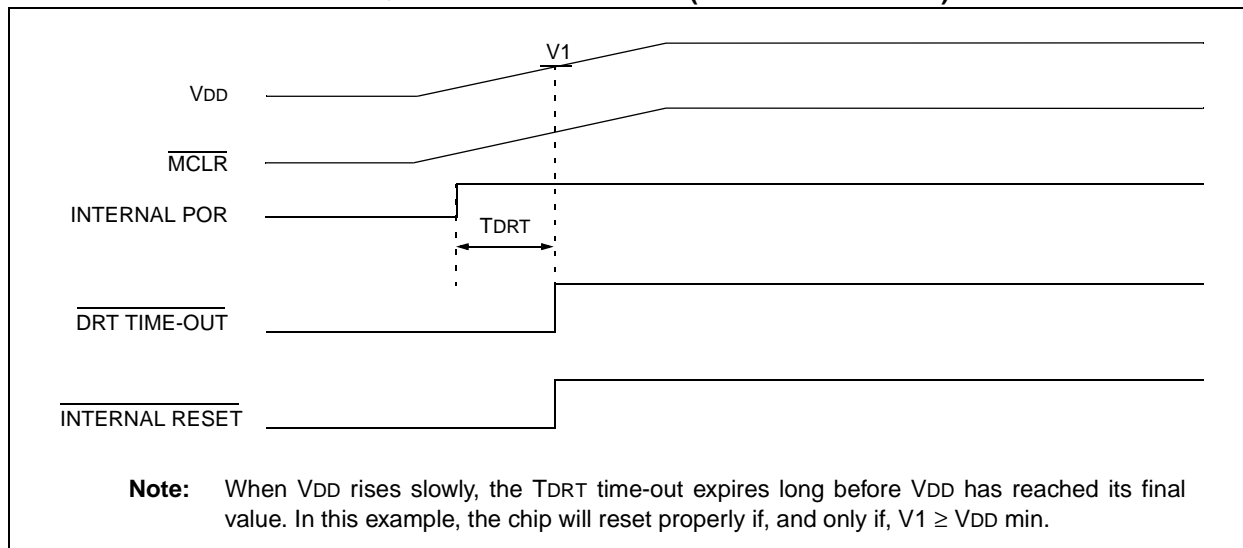 V1
VDD
MCLR
INTERNAL POR
TDRT
DRT TIME-OUT
INTERNAL RESET
Note: When VDD rises slowly, the TDRT time-out expires long before VDD has reached its final
value. In this example, the chip will reset properly if, and only if, V1 ≥ VDD min.